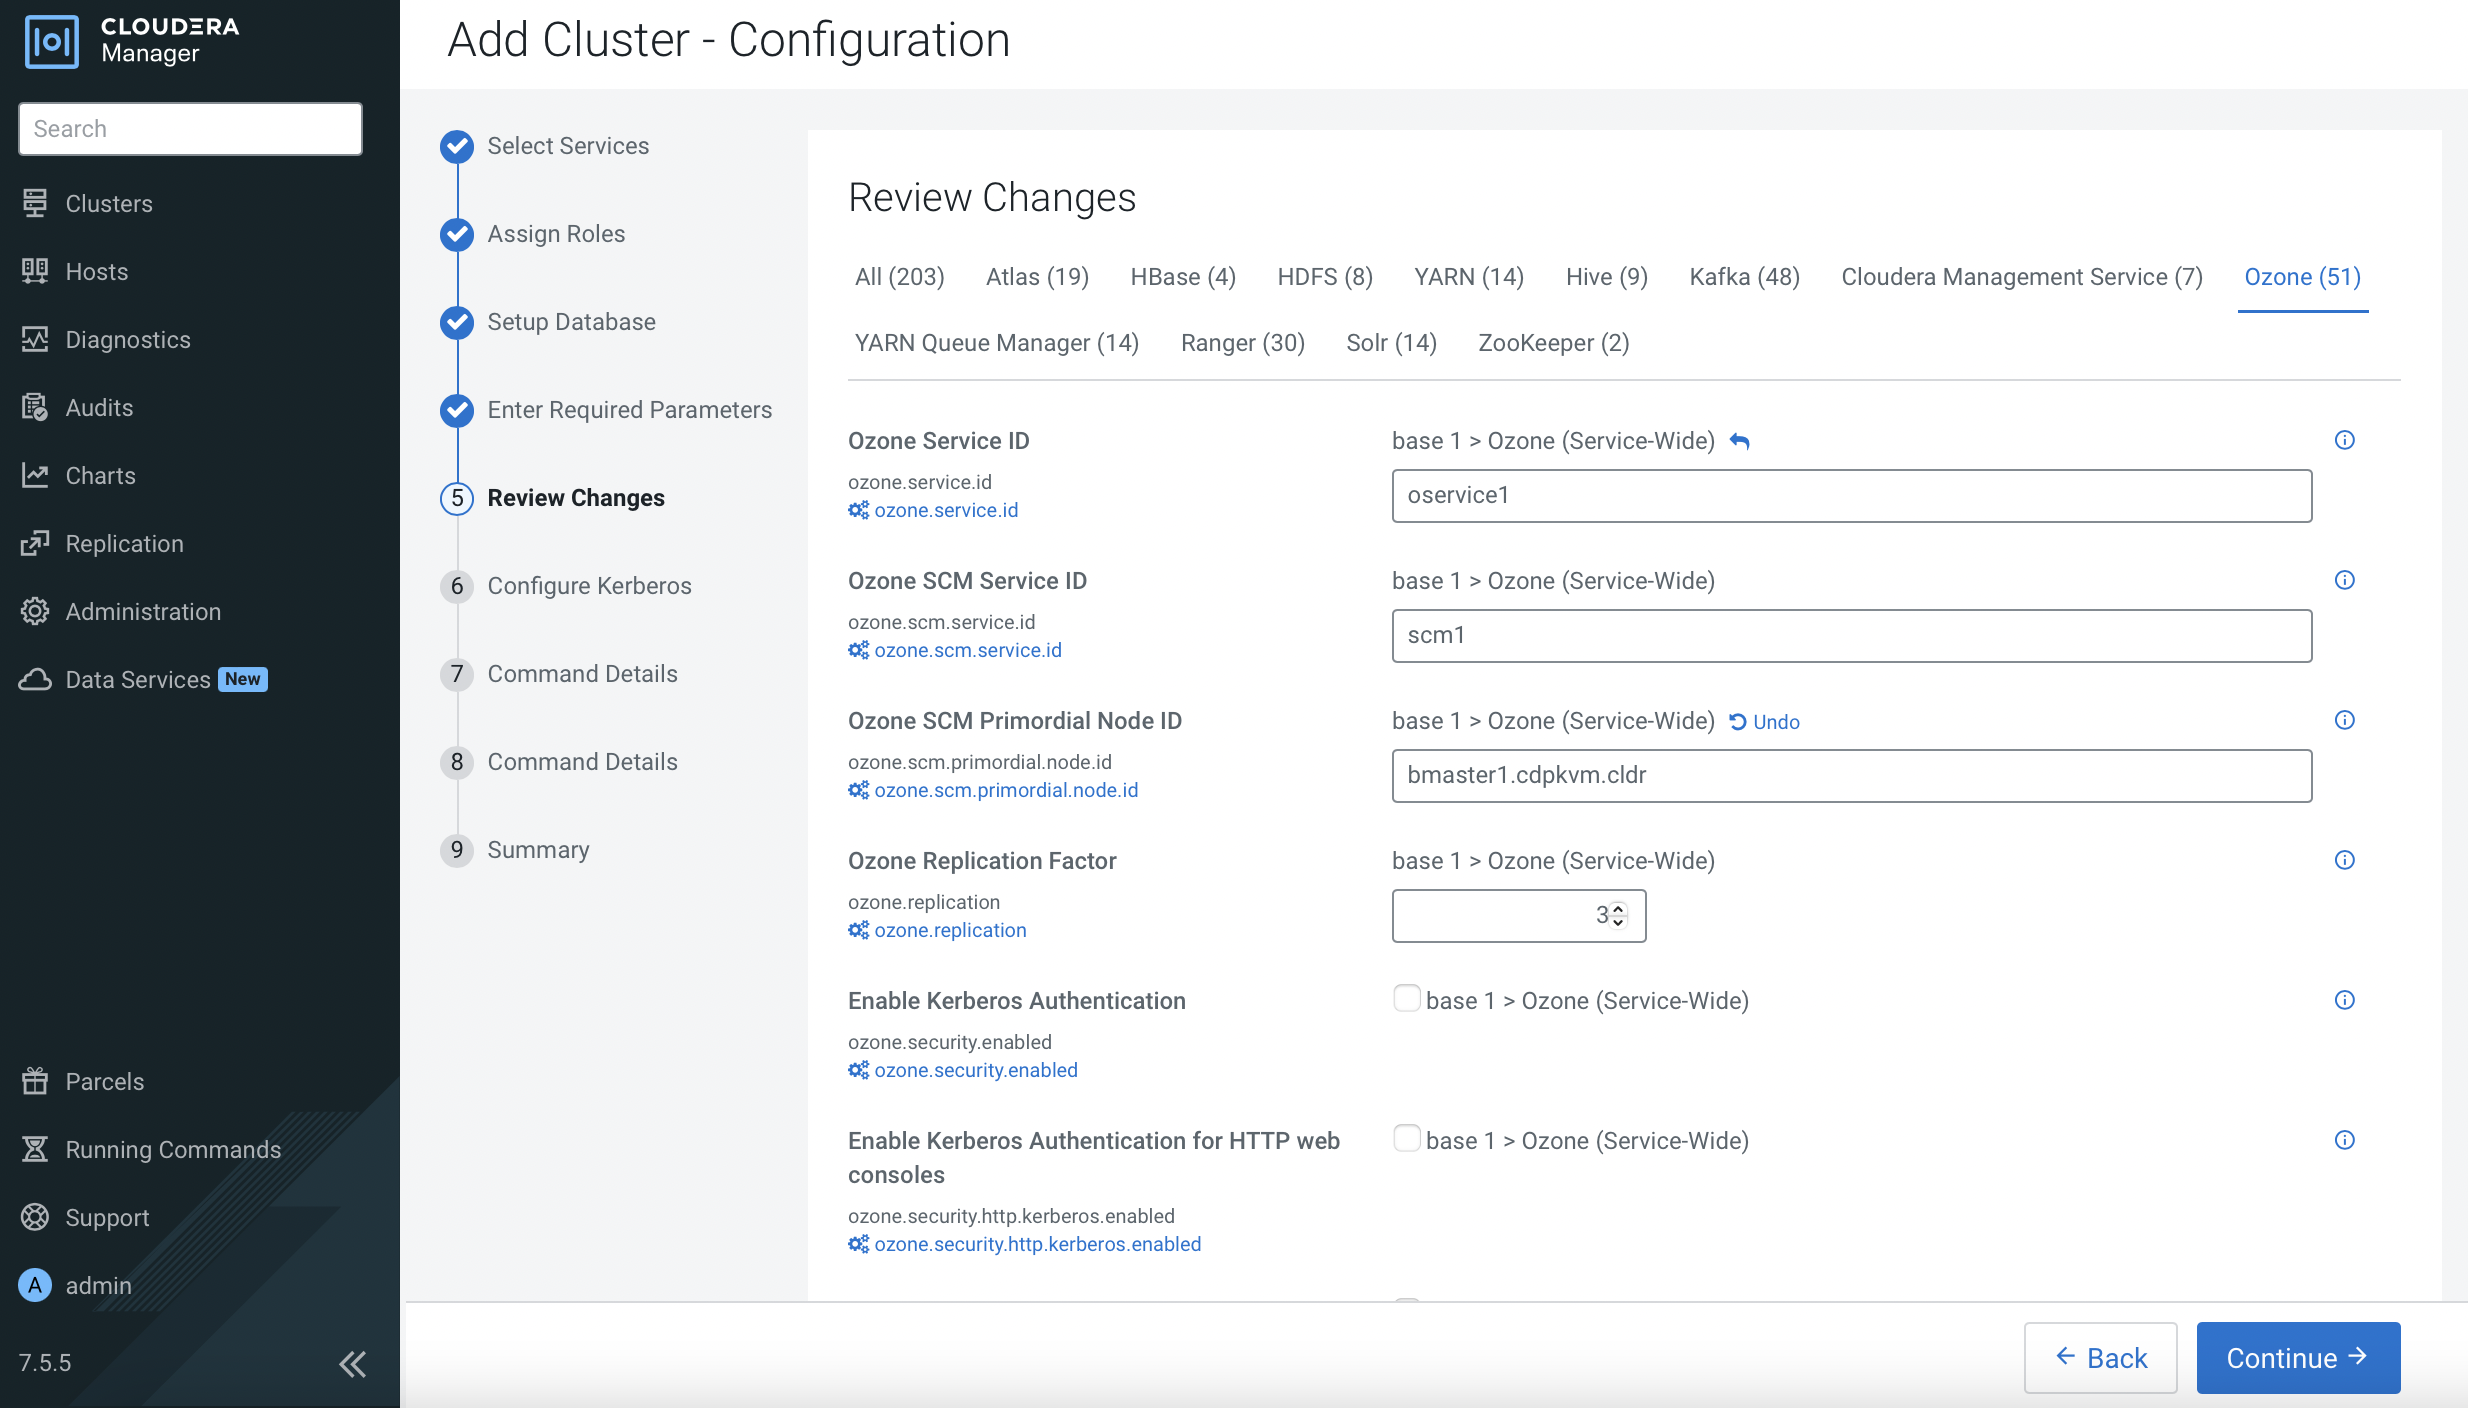 CLOUDERA
Manager
Search
Clusters
Hosts
Diagnostics
Audits
Charts
Replication
Administration
Data Services New
Parcels
Running Commands
Support
A admin
7.5.5
Add Cluster - Configuration
Select Services
Assign Roles
Setup Database
Enter Required Parameters
5 Review Changes
6 Configure Kerberos
7 Command Details
8 Command Details
9 Summary
Review Changes
All (203) Atlas (19) HBase (4) HDFS (8) YARN (14) Hive (9) Kafka (48) Cloudera Management Service (7) Ozone (51)
YARN Queue Manager (14) Ranger (30) Solr (14) ZooKeeper (2)
Ozone Service ID
ozone.service.id
ozone.service.id
base 1 > Ozone (Service-Wide)
oservice1
Ozone SCM Service ID
ozone.scm.service.id
ozone.scm.service.id
base 1 > Ozone (Service-Wide)
scm1
Ozone SCM Primordial Node ID
ozone.scm.primordial.node.id
ozone.scm.primordial.node.id
base 1 > Ozone (Service-Wide) Undo
bmaster1.cdpkvm.cldr
Ozone Replication Factor
ozone.replication
ozone.replication
base 1 > Ozone (Service-Wide)
3
Enable Kerberos Authentication
ozone.security.enabled
ozone.security.enabled
base 1 > Ozone (Service-Wide)
Enable Kerberos Authentication for HTTP web
consoles
ozone.security.http.kerberos.enabled
ozone.security.http.kerberos.enabled
base 1 > Ozone (Service-Wide)
← Back
Continue →